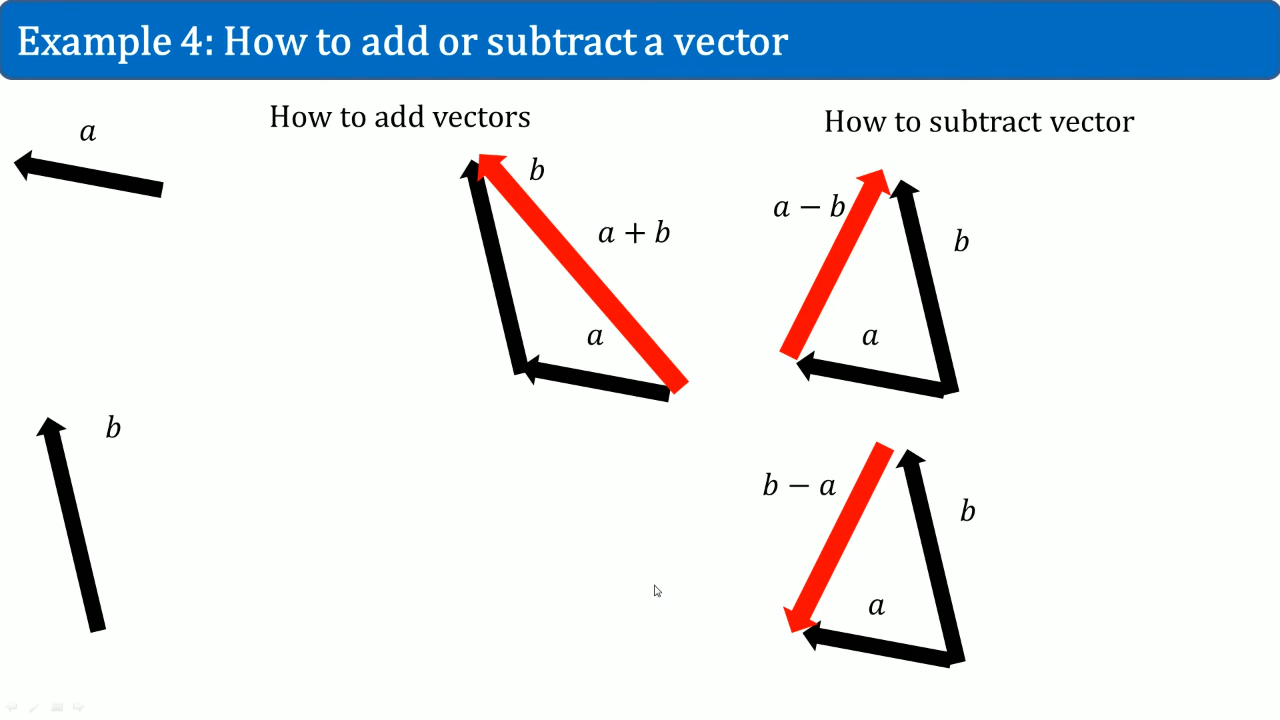 Example 4: How to add or subtract a vector
How to add vectors
How to subtract vector
a
b
a + b
a
a − b
b
a
b
b − a
b
a